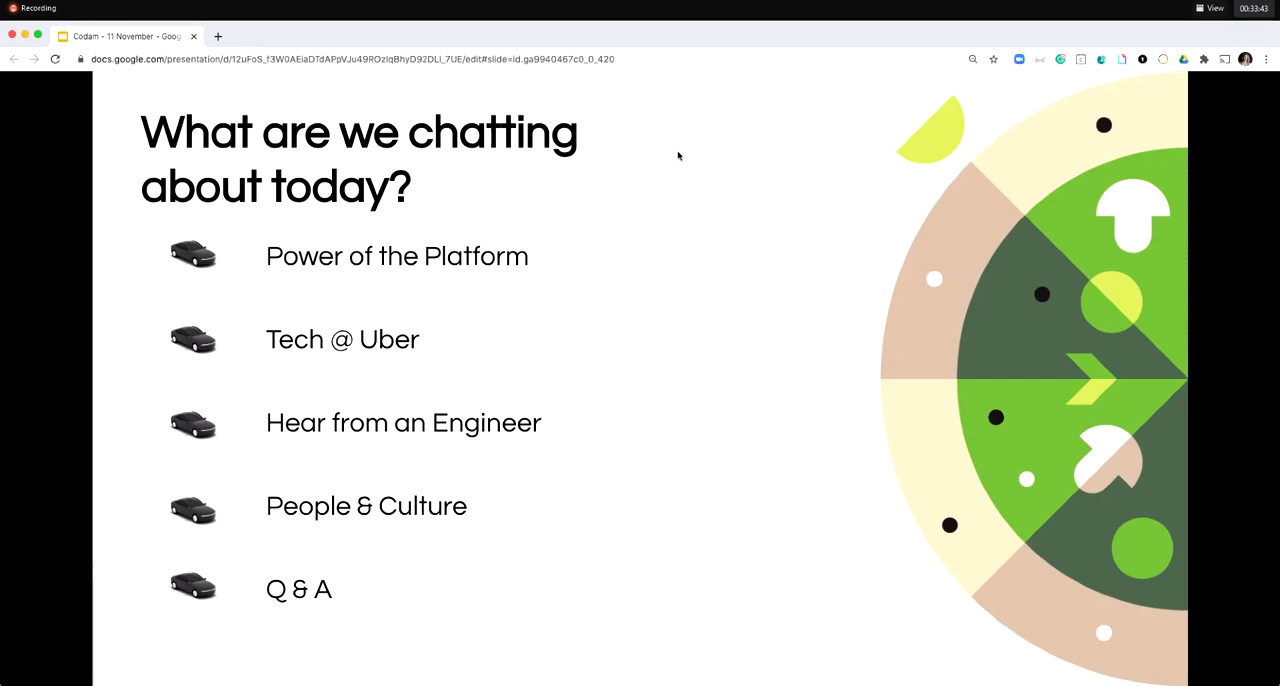 Recording
View
00:33:43
Codam - 11 November - Goog
docs.google.com/presentation/d/12uFoS_f3W0AEiaDTdAPpVJu49ROzIqBhyD92DLI_7UE/edit#slide=id.ga9940467c0_0_420
What are we chatting
about today?
Power of the Platform
Tech @ Uber
Hear from an Engineer
People & Culture
Q & A